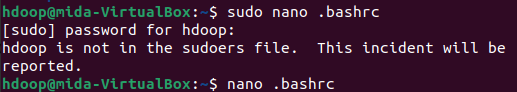 hdoop@mida-VirtualBox:~$ sudo nano .bashrc
[sudo] password for hdoop:
hdoop is not in the sudoers file.  This incident will be
reported.
hdoop@mida-VirtualBox:~$ nano .bashrc